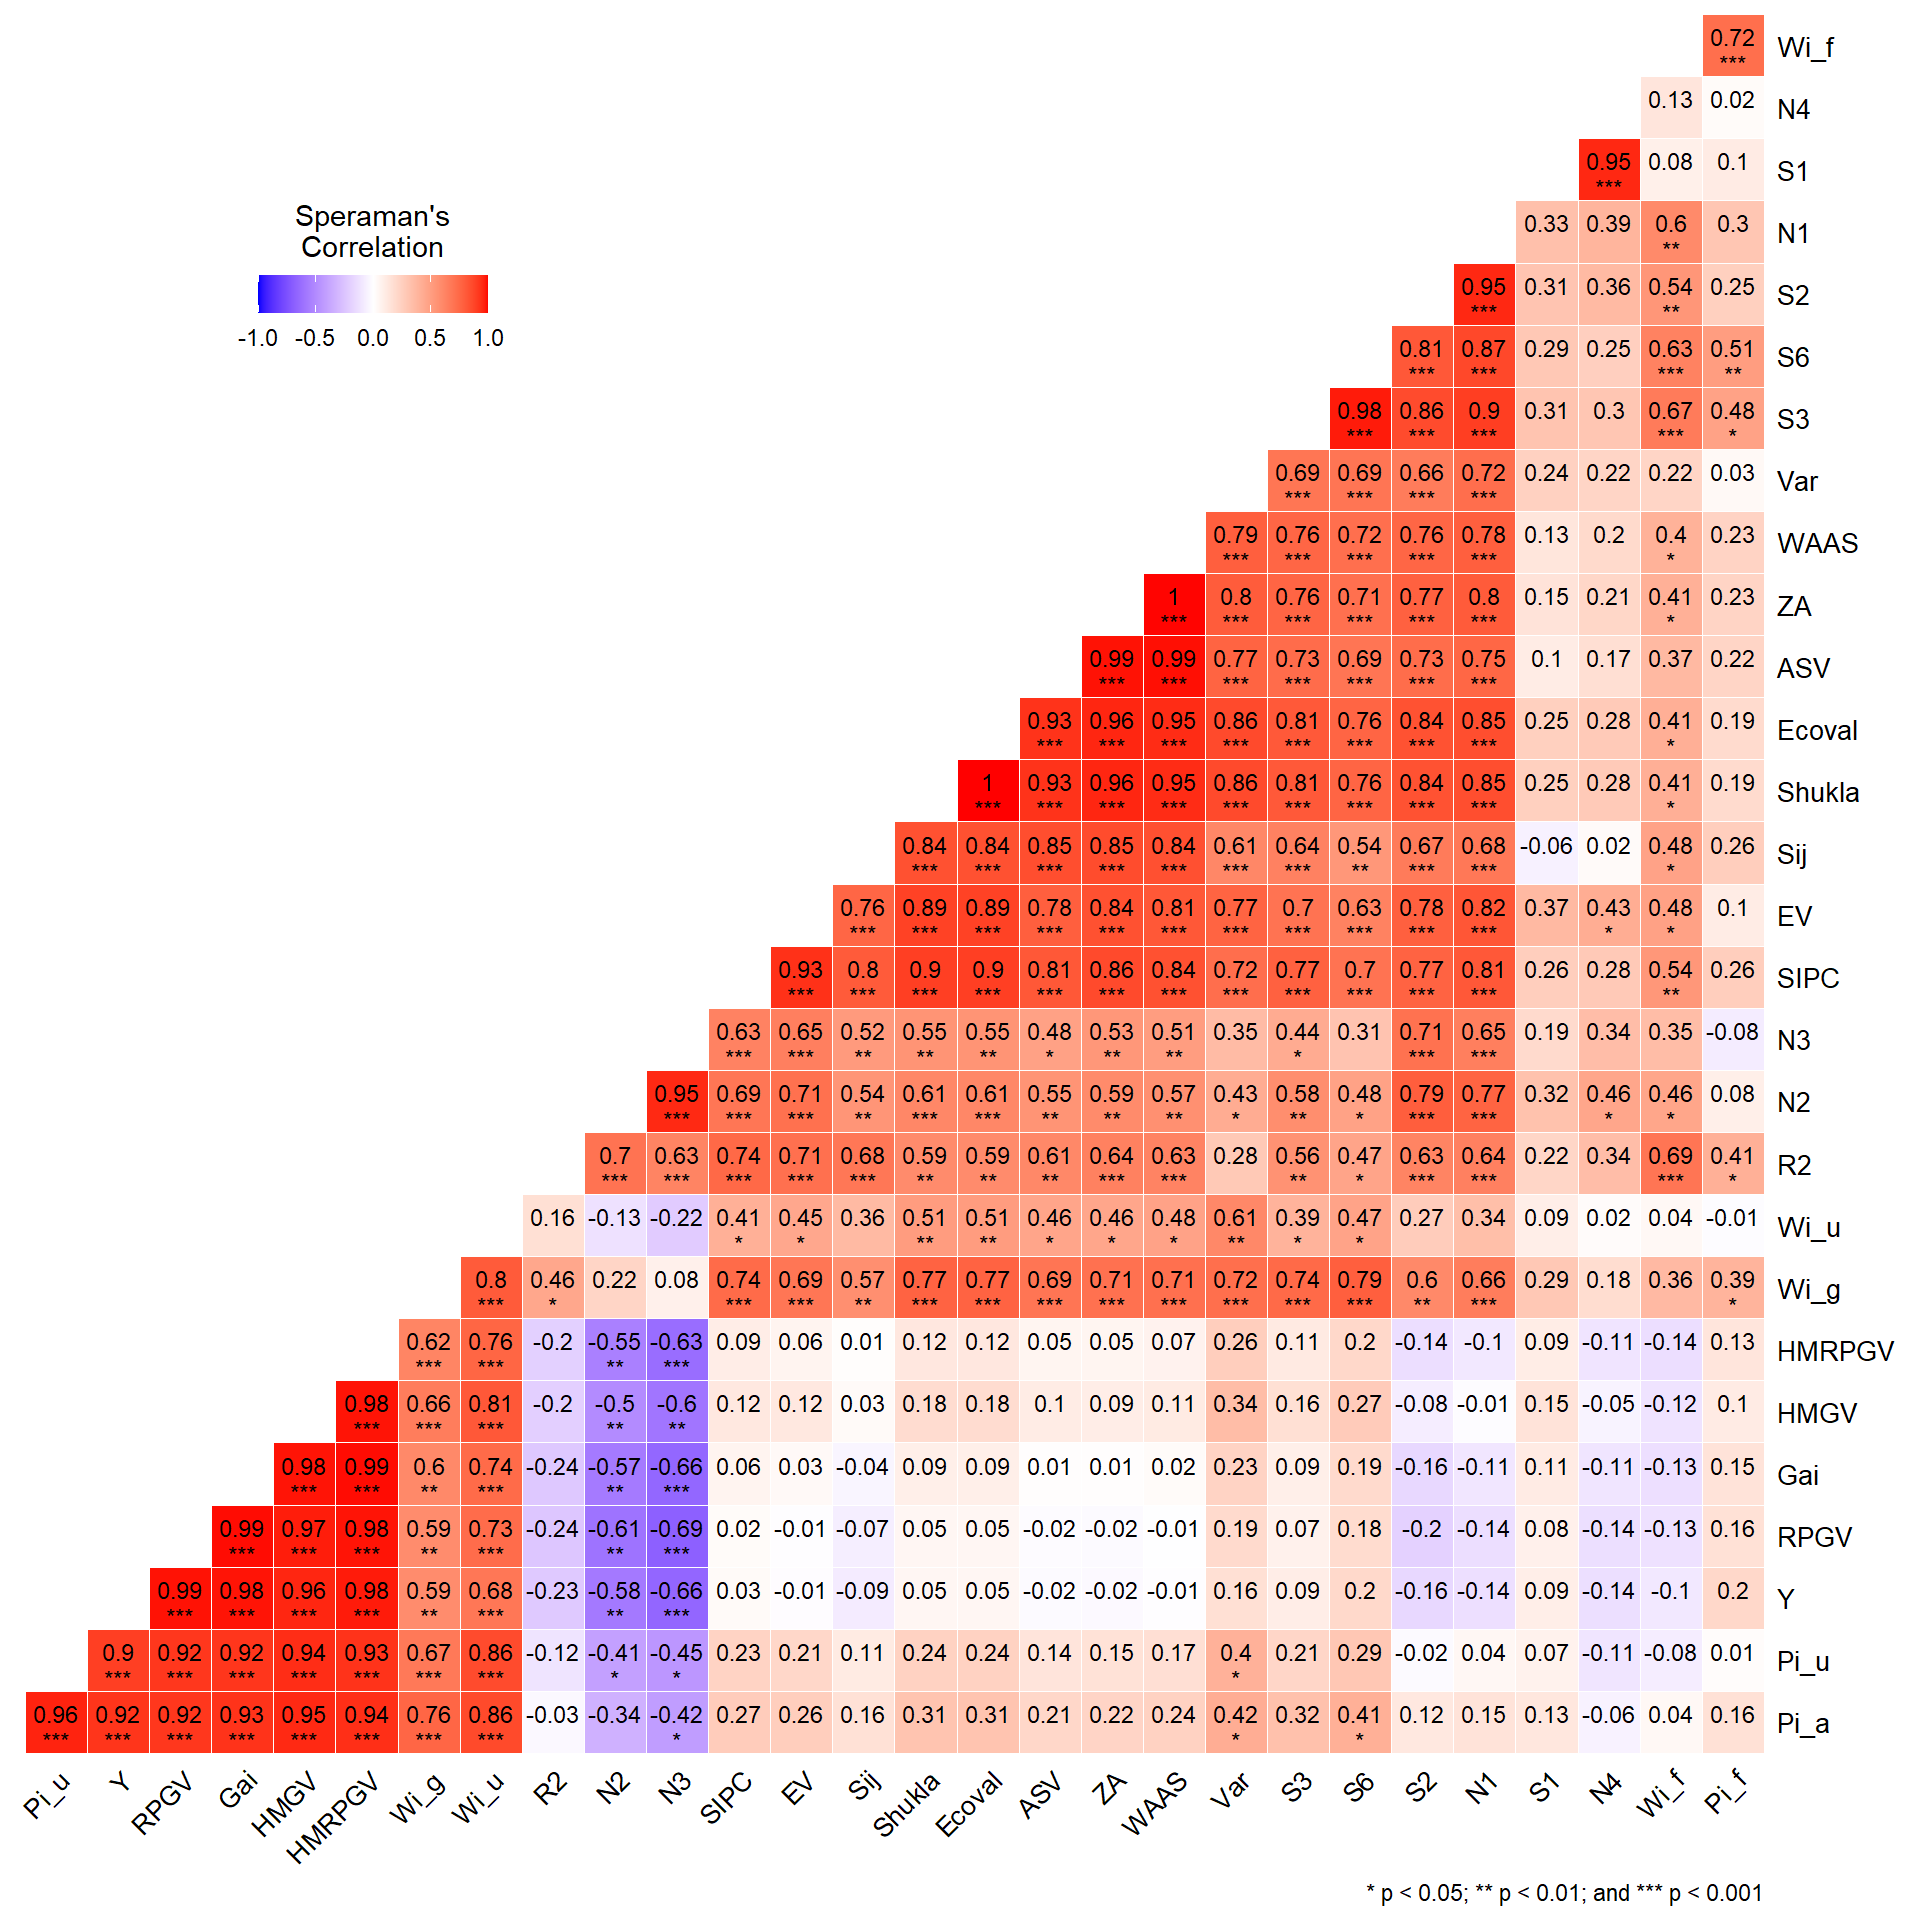 0.72 Wi_f
***
0.13 0.02 N4
0.95 0.08 0.1 S1
***
Speraman's
Correlation
-1.0 -0.5 0.0 0.5 1.0
0.33 0.39 0.6 0.3 N1
**
0.95 0.31 0.36 0.54 0.25 S2
*** **
0.81 0.87 0.29 0.25 0.63 0.51 S6
*** *** *** **
0.98 0.86 0.9 0.31 0.3 0.67 0.48 S3
*** *** *** *** *
0.69 0.69 0.66 0.72 0.24 0.22 0.22 0.03 Var
*** *** *** ***
0.79 0.76 0.72 0.76 0.78 0.13 0.2 0.4 0.23 WAAS
*** *** *** *** *** *
1 0.8 0.76 0.71 0.77 0.8 0.15 0.21 0.41 0.23 ZA
*** *** *** *** *** *** *
0.99 0.99 0.77 0.73 0.69 0.73 0.75 0.1 0.17 0.37 0.22 ASV
*** *** *** *** *** *** ***
0.93 0.96 0.95 0.86 0.81 0.76 0.84 0.85 0.25 0.28 0.41 0.19 Ecoval
*** *** *** *** *** *** *** *** *
1 0.93 0.96 0.95 0.86 0.81 0.76 0.84 0.85 0.25 0.28 0.41 0.19 Shukla
*** *** *** *** *** *** *** *** *** *
0.84 0.84 0.85 0.85 0.84 0.61 0.64 0.54 0.67 0.68 -0.06 0.02 0.48 0.26 Sij
*** *** *** *** *** *** *** ** *** *** *
0.76 0.89 0.89 0.78 0.84 0.81 0.77 0.7 0.63 0.78 0.82 0.37 0.43 0.48 0.1 EV
*** *** *** *** *** *** *** *** *** *** *** * *
0.93 0.8 0.9 0.9 0.81 0.86 0.84 0.72 0.77 0.7 0.77 0.81 0.26 0.28 0.54 0.26 SIPC
*** *** *** *** *** *** *** *** *** *** *** *** **
0.63 0.65 0.52 0.55 0.55 0.48 0.53 0.51 0.35 0.44 0.31 0.71 0.65 0.19 0.34 0.35 -0.08 N3
*** *** ** ** ** * ** ** * *** ***
0.95 0.69 0.71 0.54 0.61 0.61 0.55 0.59 0.57 0.43 0.58 0.48 0.79 0.77 0.32 0.46 0.46 0.08 N2
*** *** *** ** *** *** ** ** ** * ** * *** *** * *
0.7 0.63 0.74 0.71 0.68 0.59 0.59 0.61 0.64 0.63 0.28 0.56 0.47 0.63 0.64 0.22 0.34 0.69 0.41 R2
*** *** *** *** *** ** ** ** *** *** ** * *** *** *** *
0.16 -0.13 -0.22 0.41 0.45 0.36 0.51 0.51 0.46 0.46 0.48 0.61 0.39 0.47 0.27 0.34 0.09 0.02 0.04 -0.01 Wi_u
* * ** ** * * * ** * *
0.8 0.46 0.22 0.08 0.74 0.69 0.57 0.77 0.77 0.69 0.71 0.71 0.72 0.74 0.79 0.6 0.66 0.29 0.18 0.36 0.39 Wi_g
*** * *** *** ** *** *** *** *** *** *** *** *** ** *** *
0.62 0.76 -0.2 -0.55 -0.63 0.09 0.06 0.01 0.12 0.12 0.05 0.05 0.07 0.26 0.11 0.2 -0.14 -0.1 0.09 -0.11 -0.14 0.13 HMRPGV
*** *** ** ***
0.98 0.66 0.81 -0.2 -0.5 -0.6 0.12 0.12 0.03 0.18 0.18 0.1 0.09 0.11 0.34 0.16 0.27 -0.08 -0.01 0.15 -0.05 -0.12 0.1 HMGV
*** *** *** ** **
0.98 0.99 0.6 0.74 -0.24 -0.57 -0.66 0.06 0.03 -0.04 0.09 0.09 0.01 0.01 0.02 0.23 0.09 0.19 -0.16 -0.11 0.11 -0.11 -0.13 0.15 Gai
*** *** ** *** ** ***
0.99 0.97 0.98 0.59 0.73 -0.24 -0.61 -0.69 0.02 -0.01 -0.07 0.05 0.05 -0.02 -0.02 -0.01 0.19 0.07 0.18 -0.2 -0.14 0.08 -0.14 -0.13 0.16 RPGV
*** *** *** ** *** ** ***
0.99 0.98 0.96 0.98 0.59 0.68 -0.23 -0.58 -0.66 0.03 -0.01 -0.09 0.05 0.05 -0.02 -0.02 -0.01 0.16 0.09 0.2 -0.16 -0.14 0.09 -0.14 -0.1 0.2 Y
*** *** *** *** ** *** ** ***
0.9 0.92 0.92 0.94 0.93 0.67 0.86 -0.12 -0.41 -0.45 0.23 0.21 0.11 0.24 0.24 0.14 0.15 0.17 0.4 0.21 0.29 -0.02 0.04 0.07 -0.11 -0.08 0.01 Pi_u
*** *** *** *** *** *** *** * * *
0.96 0.92 0.92 0.93 0.95 0.94 0.76 0.86 -0.03 -0.34 -0.42 0.27 0.26 0.16 0.31 0.31 0.21 0.22 0.24 0.42 0.32 0.41 0.12 0.15 0.13 -0.06 0.04 0.16 Pi_a
*** *** *** *** *** *** *** *** * * *
Pi_u Y RPGV Gai HMGV HMRPGV Wi_g Wi_u R2 N2 N3 SIPC EV Sij Shukla Ecoval ASV ZA WAAS Var S3 S6 S2 N1 S1 N4 Wi_f Pi_f
* p < 0.05; ** p < 0.01; and *** p < 0.001